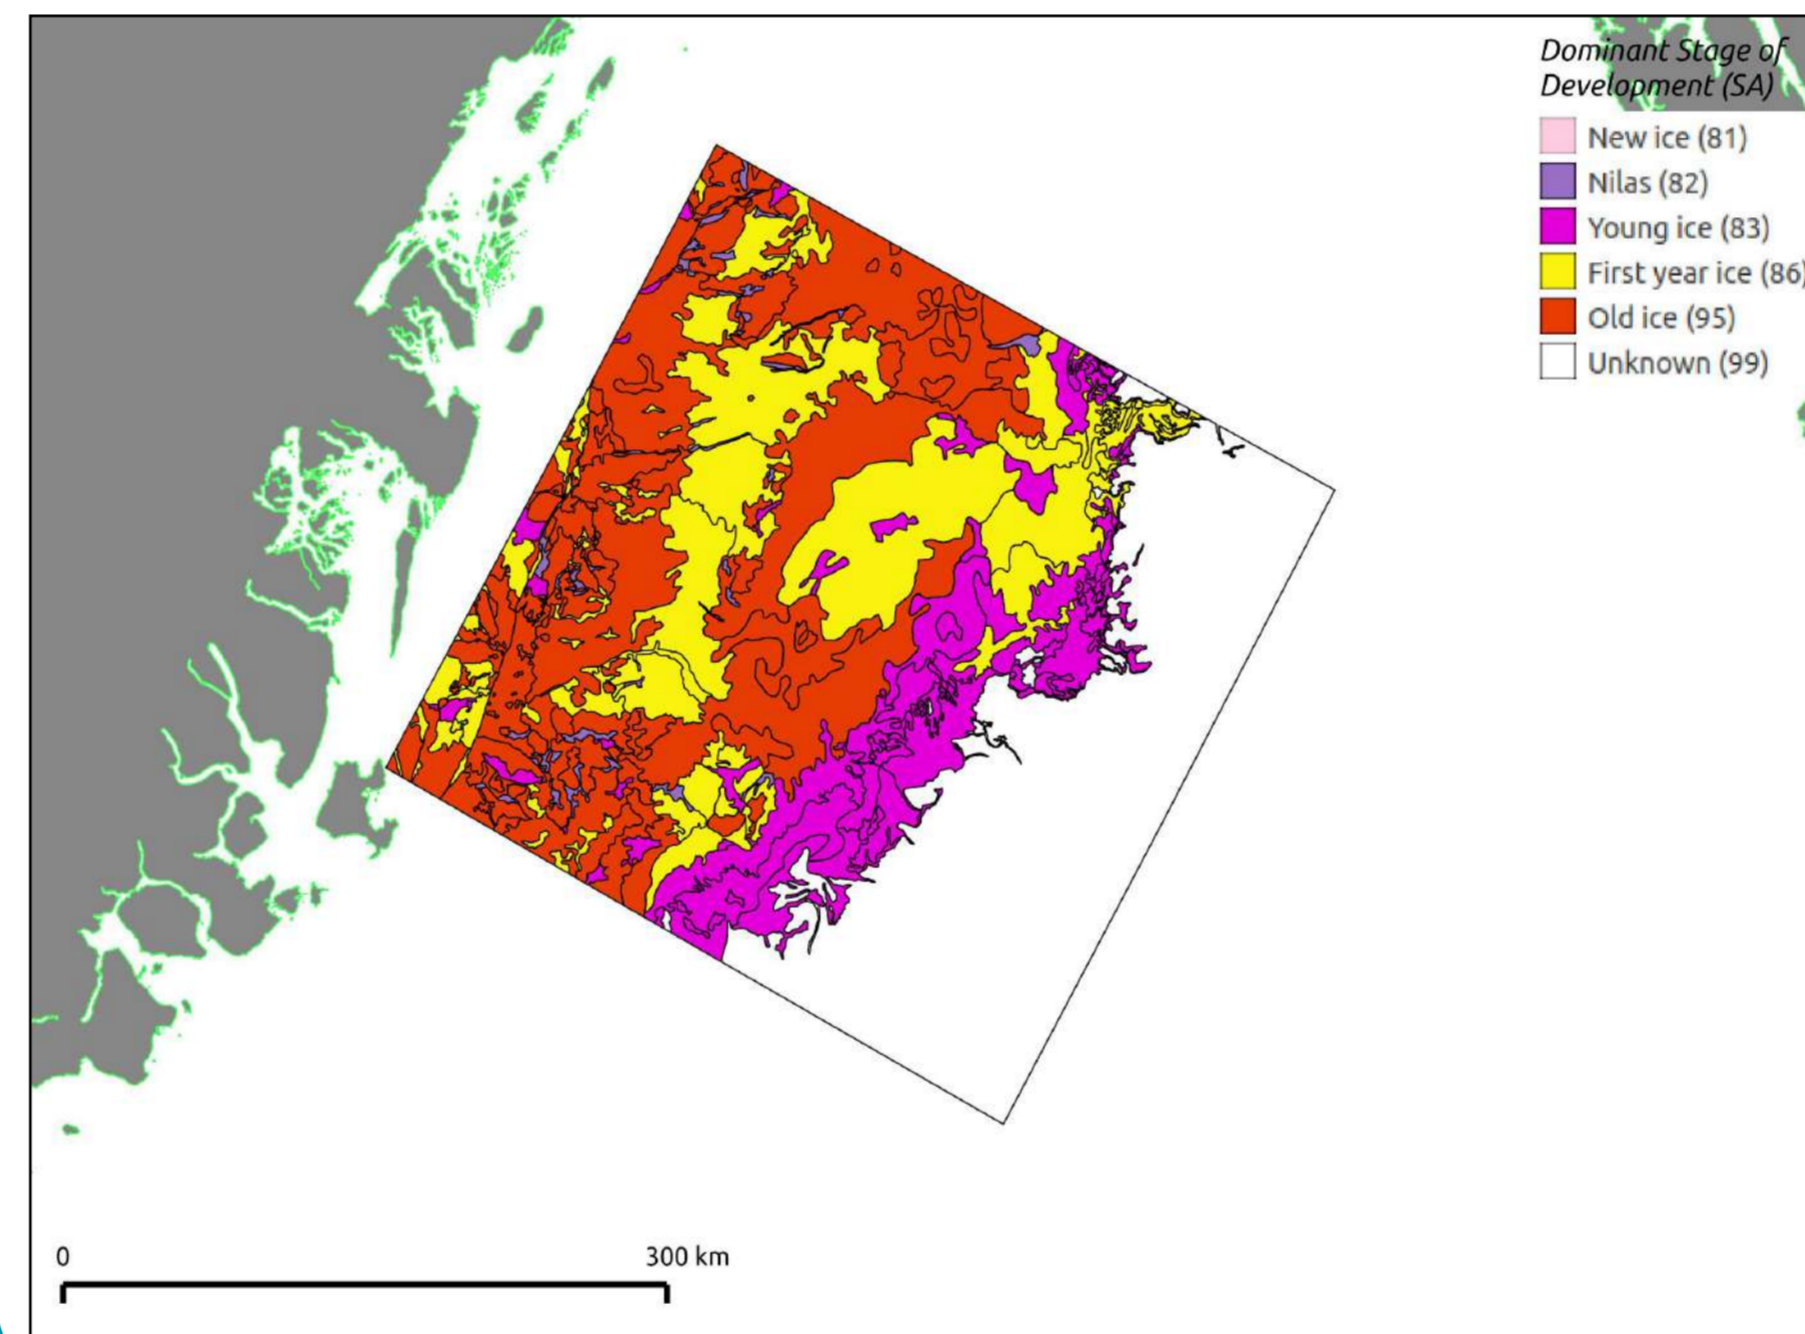 Dominant Stage of
Development (SA)
New ice (81)
Nilas (82)
Young ice (83)
First year ice (86)
Old ice (95)
Unknown (99)
0 300 km